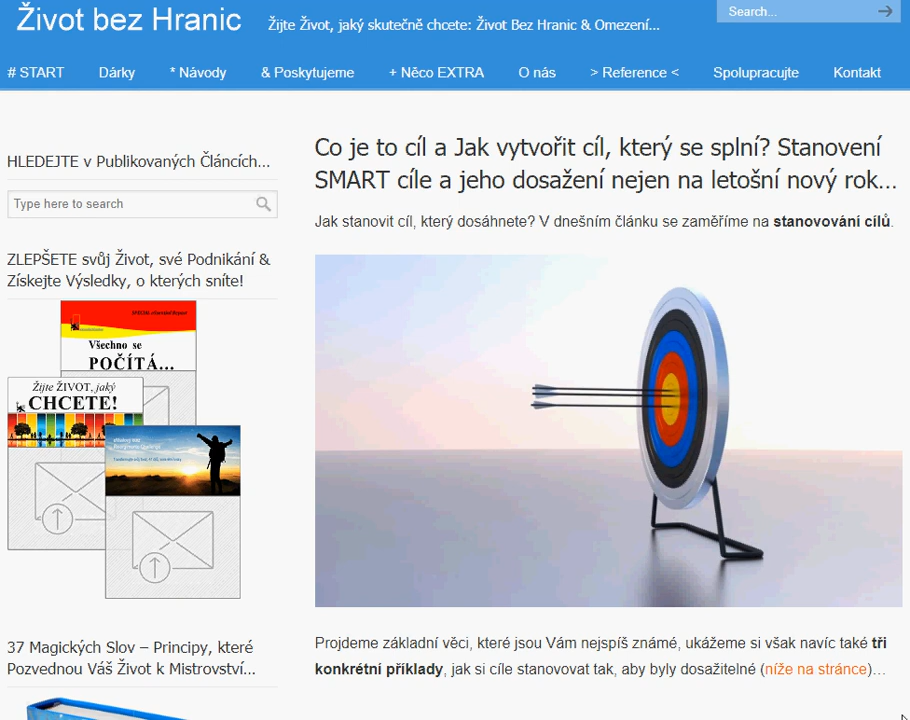 Život bez Hranic
Žijte Život, jaký skutečně chcete: Život Bez Hranic & Omezení...
Search...
# START Dárky * Návody & Poskytujeme + Něco EXTRA O nás > Reference < Spolupracujte Kontakt
HLEDEJTE v Publikovaných Článcích...
Type here to search
ZLEPŠETE svůj Život, své Podnikání &
Získejte Výsledky, o kterých sníte!
Všechno se
POČÍTÁ...
Žijte ŽIVOT, jaký
CHCETE!
37 Magických Slov – Principy, které
Pozvednou Váš Život k Mistrovství...
Co je to cíl a Jak vytvořit cíl, který se splní? Stanovení
SMART cíle a jeho dosažení nejen na letošní nový rok...
Jak stanovit cíl, který dosáhnete? V dnešním článku se zaměříme na stanovování cílů.
Projdeme základní věci, které jsou Vám nejspíš známé, ukážeme si však navíc také tři
konkrétní příklady, jak si cíle stanovovat tak, aby byly dosažitelné (níže na stránce)...